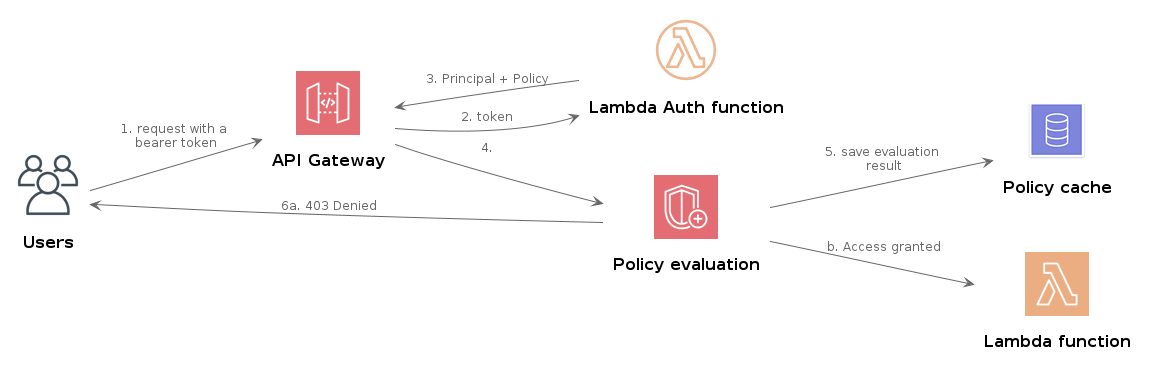 3. Principal + Policy
Lambda Auth function
2. token
1. request with a
bearer token
API Gateway
4.
5. save evaluation
result
Policy cache
6a. 403 Denied
Users
Policy evaluation
b. Access granted
Lambda function